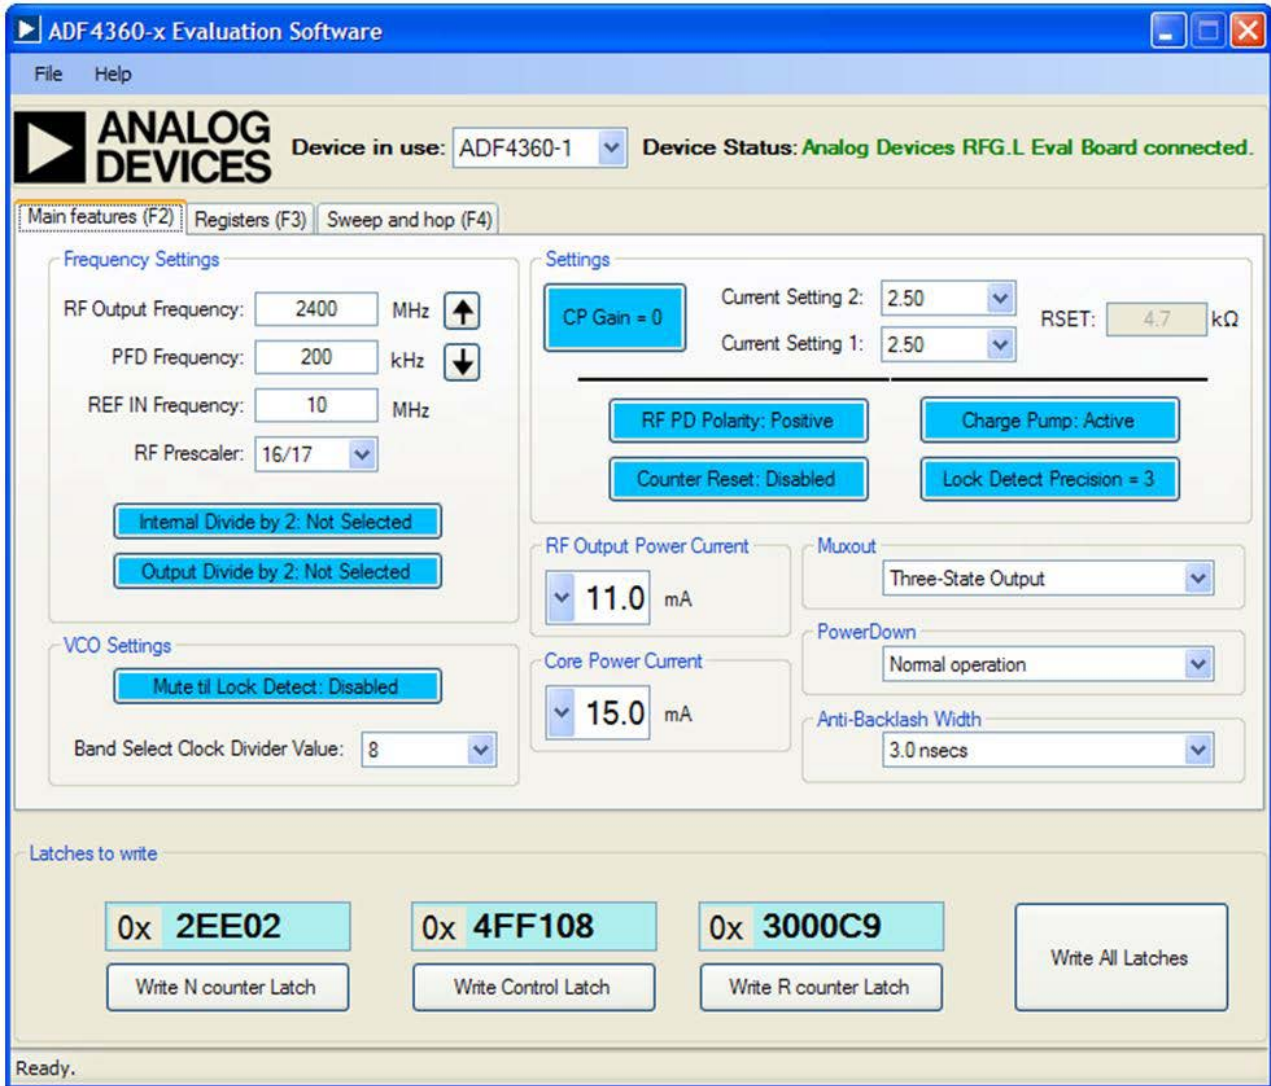 ADF4360-x Evaluation Software
File Help
ANALOG
DEVICES
Device in use: ADF4360-1 Device Status: Analog Devices RFG.L Eval Board connected.
Main features (F2) Registers (F3) Sweep and hop (F4)
Frequency Settings
RF Output Frequency: 2400 MHz
PFD Frequency: 200 kHz
REF IN Frequency: 10 MHz
RF Prescaler: 16/17
Internal Divide by 2: Not Selected
Output Divide by 2: Not Selected
VCO Settings
Mute til Lock Detect: Disabled
Band Select Clock Divider Value: 8
Settings
CP Gain = 0
Current Setting 2: 2.50
Current Setting 1: 2.50
RSET: 4.7 kΩ
RF PD Polarity: Positive Charge Pump: Active
Counter Reset: Disabled Lock Detect Precision = 3
RF Output Power Current
11.0 mA
Core Power Current
15.0 mA
Muxout
Three-State Output
PowerDown
Normal operation
Anti-Backlash Width
3.0 nsecs
Latches to write
0x 2EE02 0x 4FF108 0x 3000C9
Write N counter Latch Write Control Latch Write R counter Latch Write All Latches
Ready.